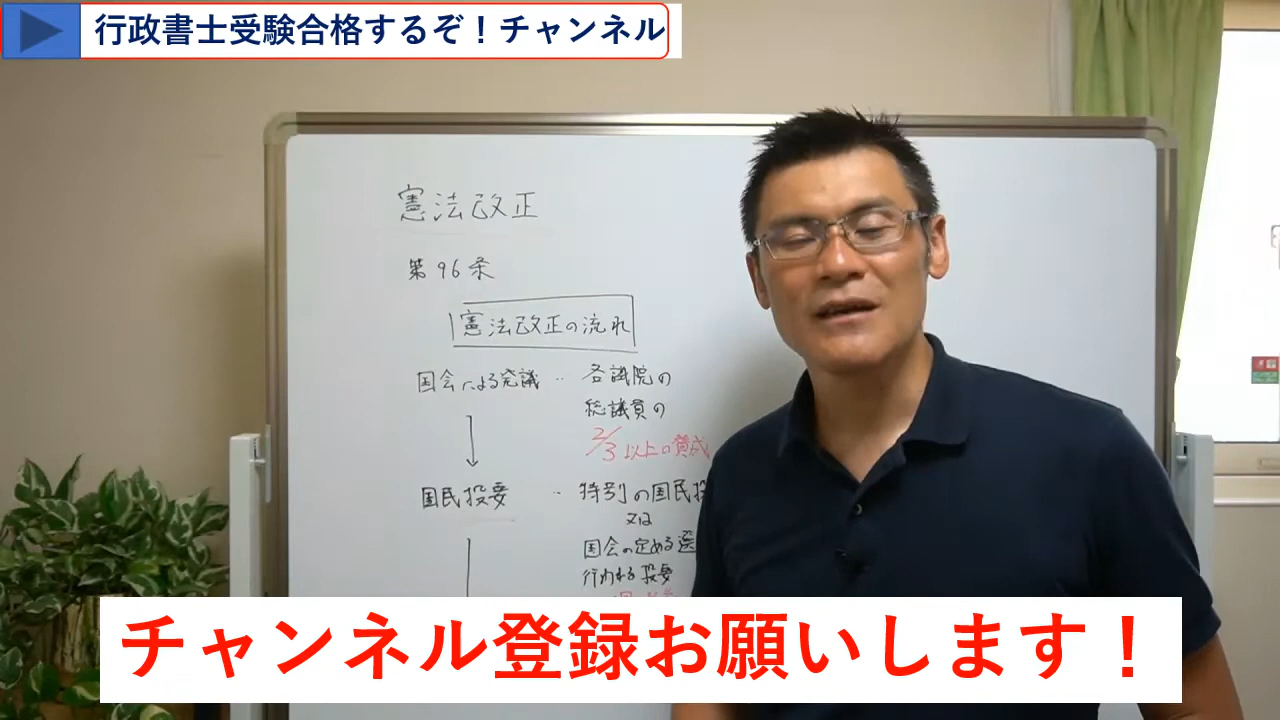 行政書士受験合格するぞ！チャンネル
憲法改正
第96条
憲法改正の流れ
国会による発議 ‥ 各議院の
総議員の
2/3以上の賛成
国民投票 ‥ 特別の国民投
又は
国会の定める選
行われる投票
チャンネル登録お願いします！